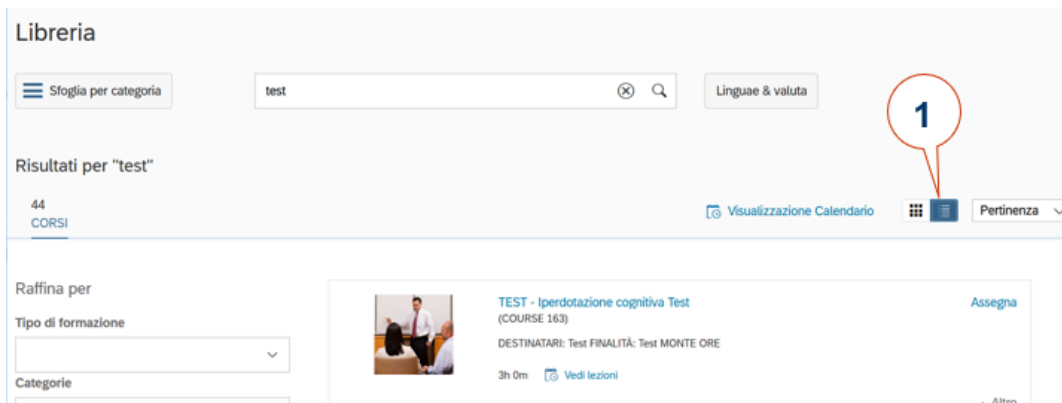 Libreria
Sfoglia per categoria
test
Linguae & valuta
1
Risultati per "test"
44
CORSI
Visualizzazione Calendario
Pertinenza
Raffina per
Tipo di formazione
Categorie
TEST - Iperdotazione cognitiva Test
Assegna
(COURSE 163)
DESTINATARI: Test FINALITÀ: Test MONTE ORE
3h 0m Vedi lezioni
Altro